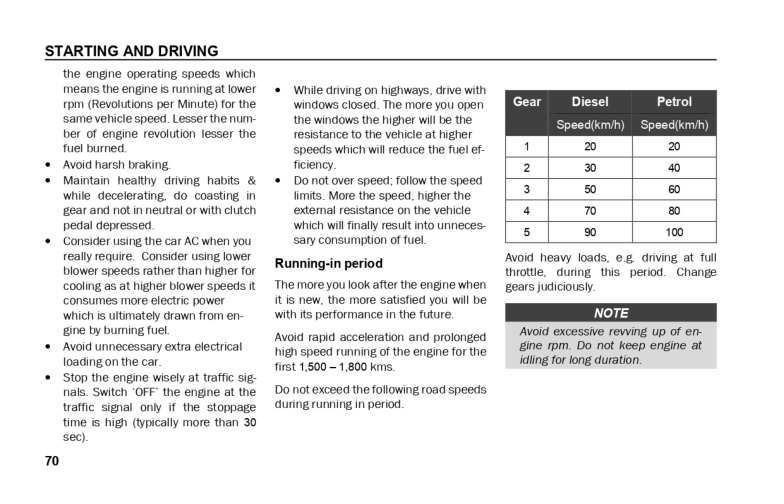 STARTING AND DRIVING
the engine operating speeds which
means the engine is running at lower
rpm (Revolutions per Minute) for the
same vehicle speed. Lesser the num-
ber of engine revolution lesser the
fuel burned.
• Avoid harsh braking.
• Maintain healthy driving habits &
while decelerating, do coasting in
gear and not in neutral or with clutch
pedal depressed.
• Consider using the car AC when you
really require. Consider using lower
blower speeds rather than higher for
cooling as at higher blower speeds it
consumes more electric power
which is ultimately drawn from en-
gine by burning fuel.
• Avoid unnecessary extra electrical
loading on the car.
• Stop the engine wisely at traffic sig-
nals. Switch ‘OFF’ the engine at the
traffic signal only if the stoppage
time is high (typically more than 30
sec).
• While driving on highways, drive with
windows closed. The more you open
the windows the higher will be the
resistance to the vehicle at higher
speeds which will reduce the fuel ef-
ficiency.
• Do not over speed; follow the speed
limits. More the speed, higher the
external resistance on the vehicle
which will finally result into unneces-
sary consumption of fuel.
Running-in period
The more you look after the engine when
it is new, the more satisfied you will be
with its performance in the future.
Avoid rapid acceleration and prolonged
high speed running of the engine for the
first 1,500 – 1,800 kms.
Do not exceed the following road speeds
during running in period.
Gear Diesel Petrol
Speed(km/h) Speed(km/h)
1 20 20
2 30 40
3 50 60
4 70 80
5 90 100
Avoid heavy loads, e.g. driving at full
throttle, during this period. Change
gears judiciously.
NOTE
Avoid excessive revving up of en-
gine rpm. Do not keep engine at
idling for long duration.
70